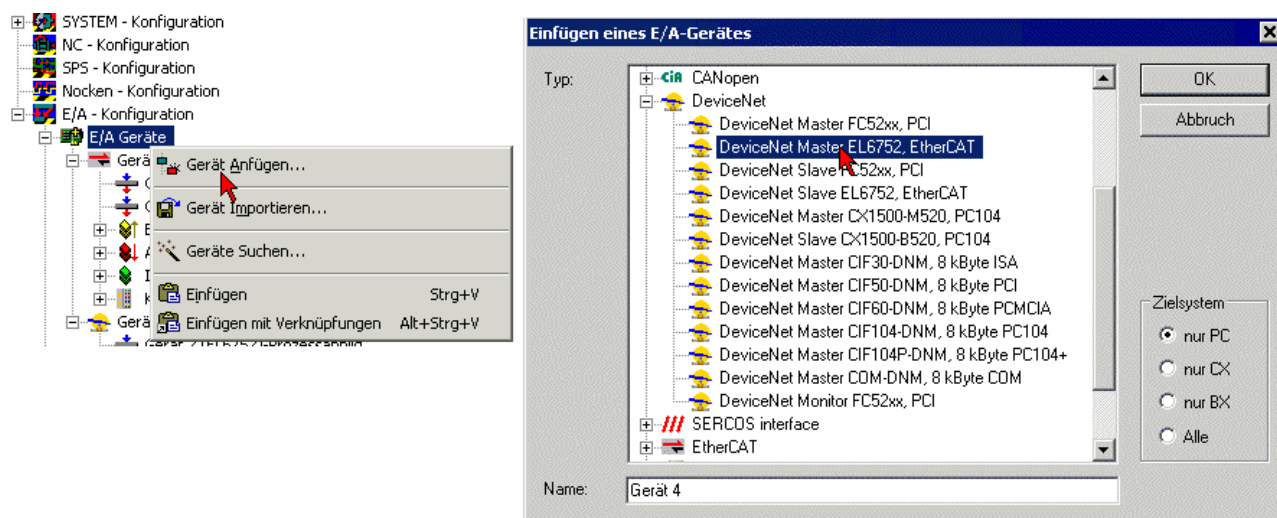 SYSTEM - Konfiguration
NC - Konfiguration
SPS - Konfiguration
Nocken - Konfiguration
E/A - Konfiguration
E/A Geräte
Gerät Anfügen...
Gerät Importieren...
Geräte Suchen...
Einfügen Strg+V
Einfügen mit Verknüpfungen Alt+Strg+V
Einfügen eines E/A-Gerätes
Typ:
CiA CANopen
DeviceNet
DeviceNet Master FC52xx, PCI
DeviceNet Master EL6752, EtherCAT
DeviceNet Slave FC52xx, PCI
DeviceNet Slave EL6752, EtherCAT
DeviceNet Master CX1500-M520, PC104
DeviceNet Slave CX1500-B520, PC104
DeviceNet Master CIF30-DNM, 8 kByte ISA
DeviceNet Master CIF50-DNM, 8 kByte PCI
DeviceNet Master CIF60-DNM, 8 kByte PCMCIA
DeviceNet Master CIF104-DNM, 8 kByte PC104
DeviceNet Master CIF104P-DNM, 8 kByte PC104+
DeviceNet Master COM-DNM, 8 kByte COM
DeviceNet Monitor FC52xx, PCI
SERCOS interface
EtherCAT
Name: Gerät 4
OK
Abbruch
Zielsystem
nur PC
nur CX
nur BX
Alle